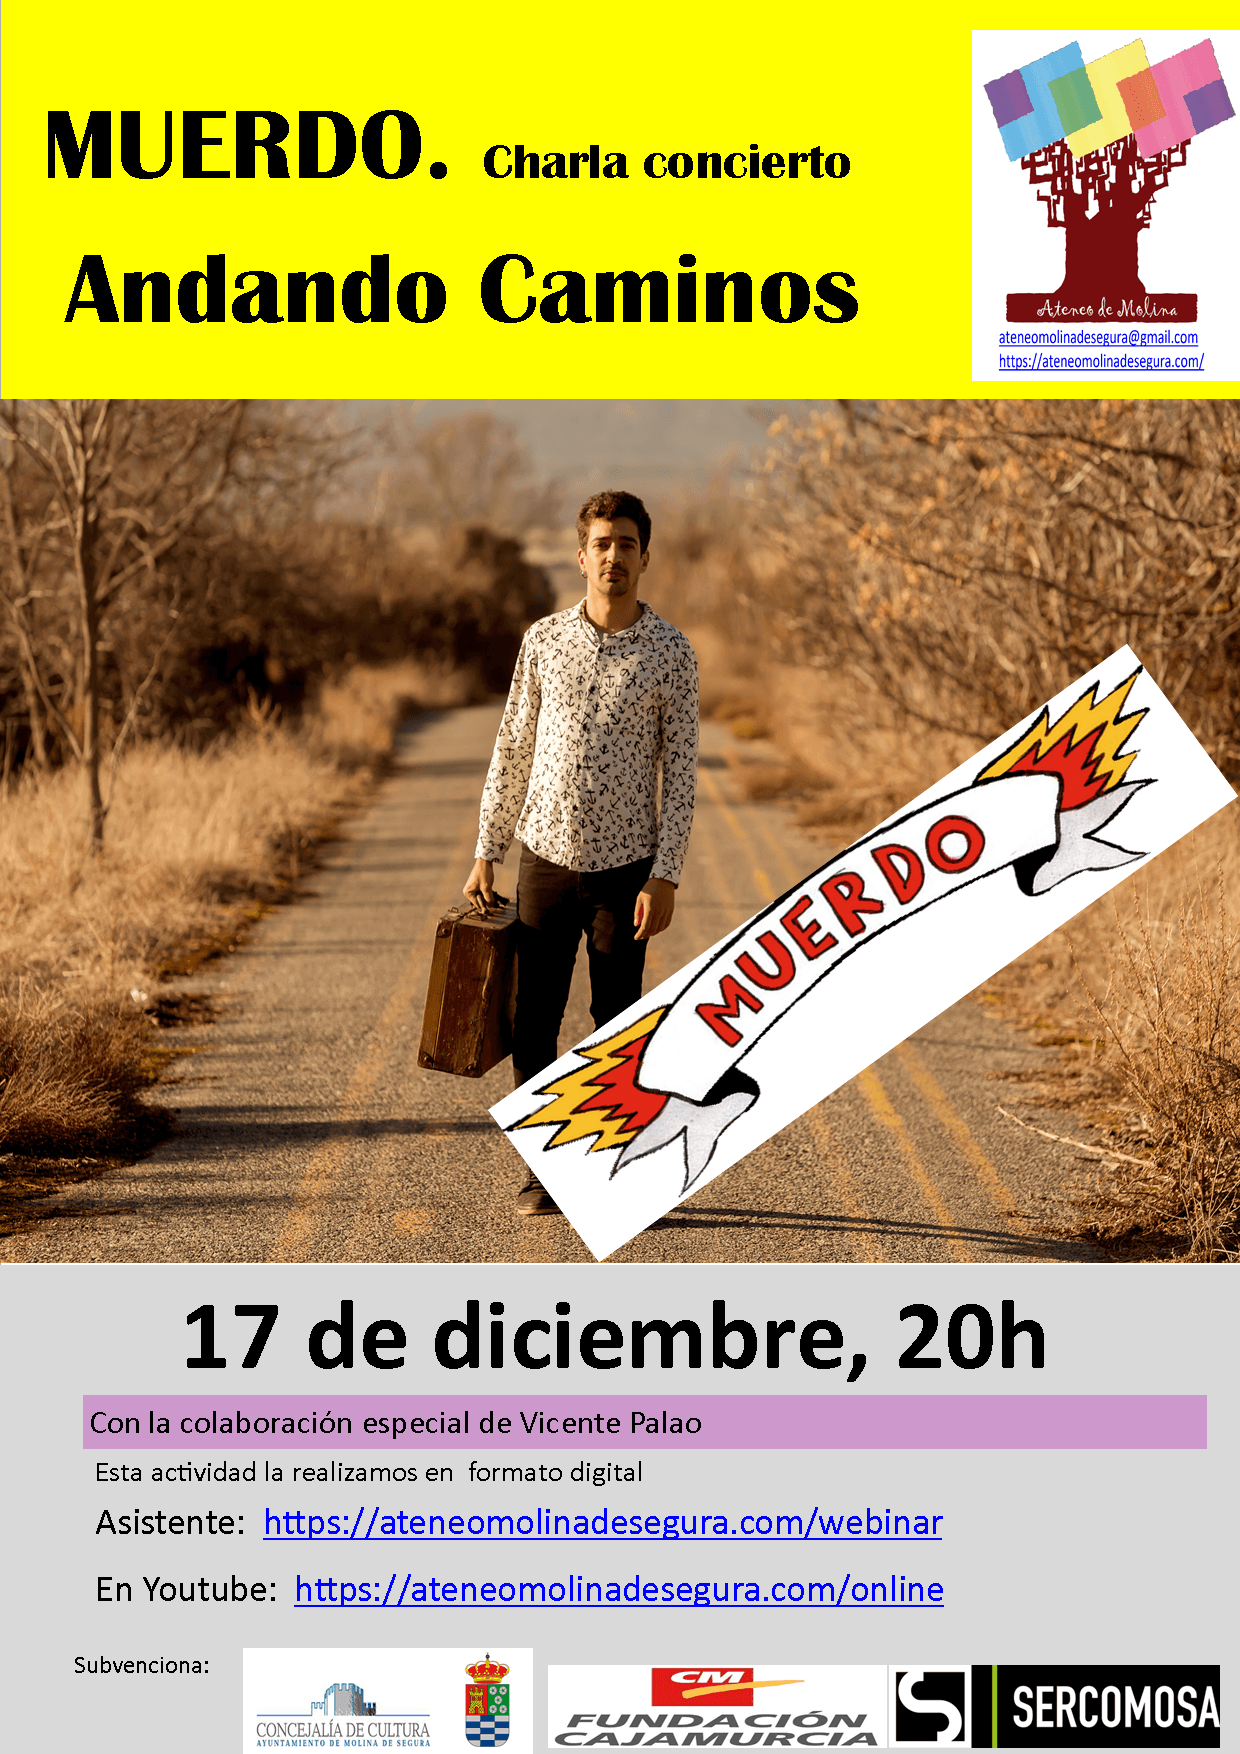 MUERDO. Charla concierto
Andando Caminos
Ateneo de Molina
ateneomolinadesegura@gmail.com
https://ateneomolinadesegura.com/
MUERDO
17 de diciembre, 20h
Con la colaboración especial de Vicente Palao
Esta actividad la realizamos en formato digital
Asistente: https://ateneomolinadesegura.com/webinar
En Youtube: https://ateneomolinadesegura.com/online
Subvenciona:
CONCEJALÍA DE CULTURA
AYUNTAMIENTO DE MOLINA DE SEGURA
CM
FUNDACIÓN
CAJAMURCIA
S
SERCOMOSA